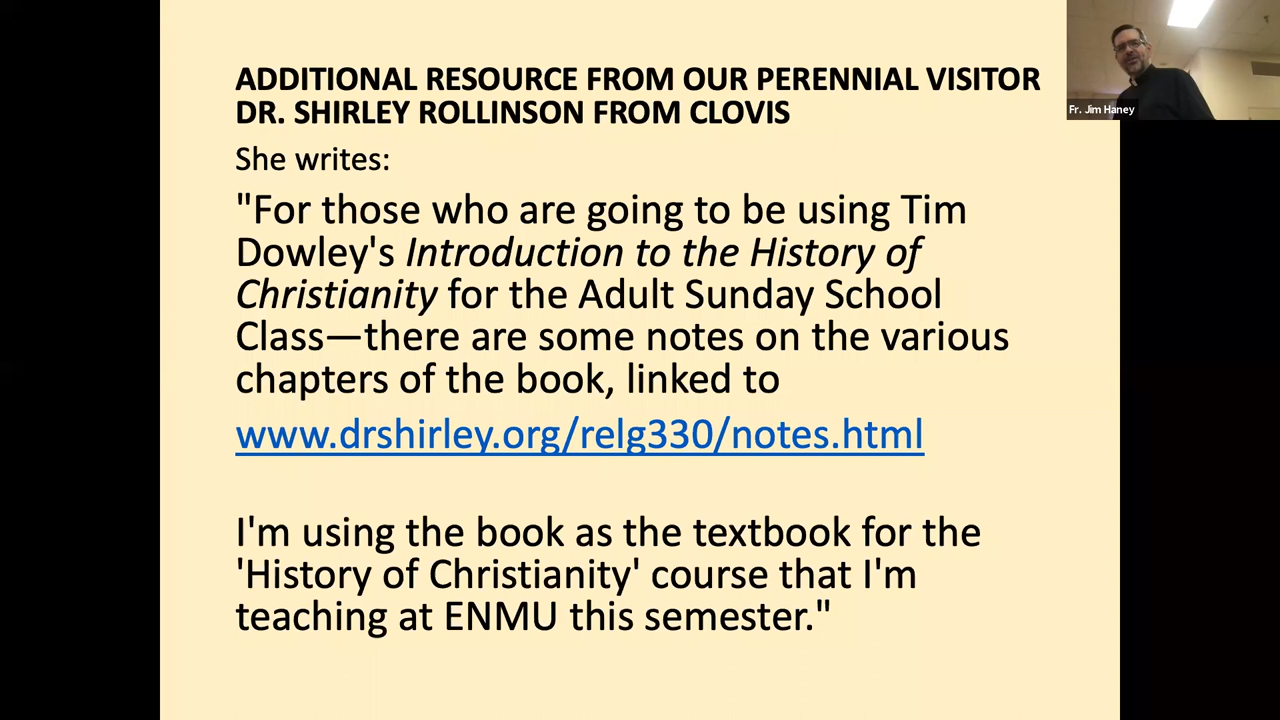 ADDITIONAL RESOURCE FROM OUR PERENNIAL VISITOR
DR. SHIRLEY ROLLINSON FROM CLOVIS
She writes:
"For those who are going to be using Tim
Dowley's Introduction to the History of
Christianity for the Adult Sunday School
Class—there are some notes on the various
chapters of the book, linked to
www.drshirley.org/relg330/notes.html
I'm using the book as the textbook for the
'History of Christianity' course that I'm
teaching at ENMU this semester."
Fr. Jim Haney